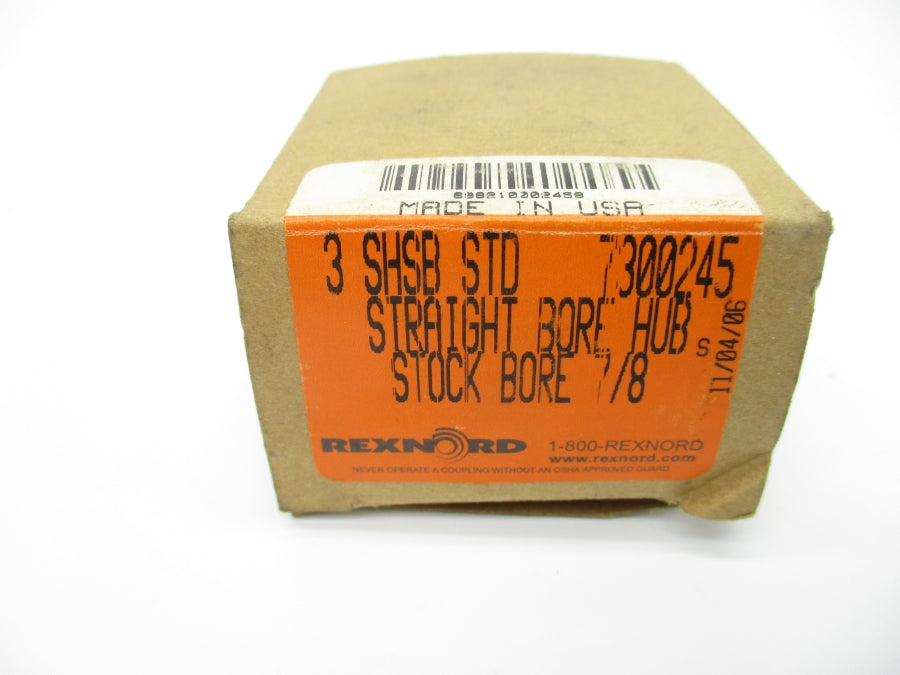 698210002459
MADE IN USA
3 SHSB STD 7300245
STRAIGHT BORE HUB S
STOCK BORE 7/8
11/04/06
REXNORD 1-800-REXNORD
www.rexnord.com
NEVER OPERATE A COUPLING WITHOUT AN OSHA APPROVED GUARD